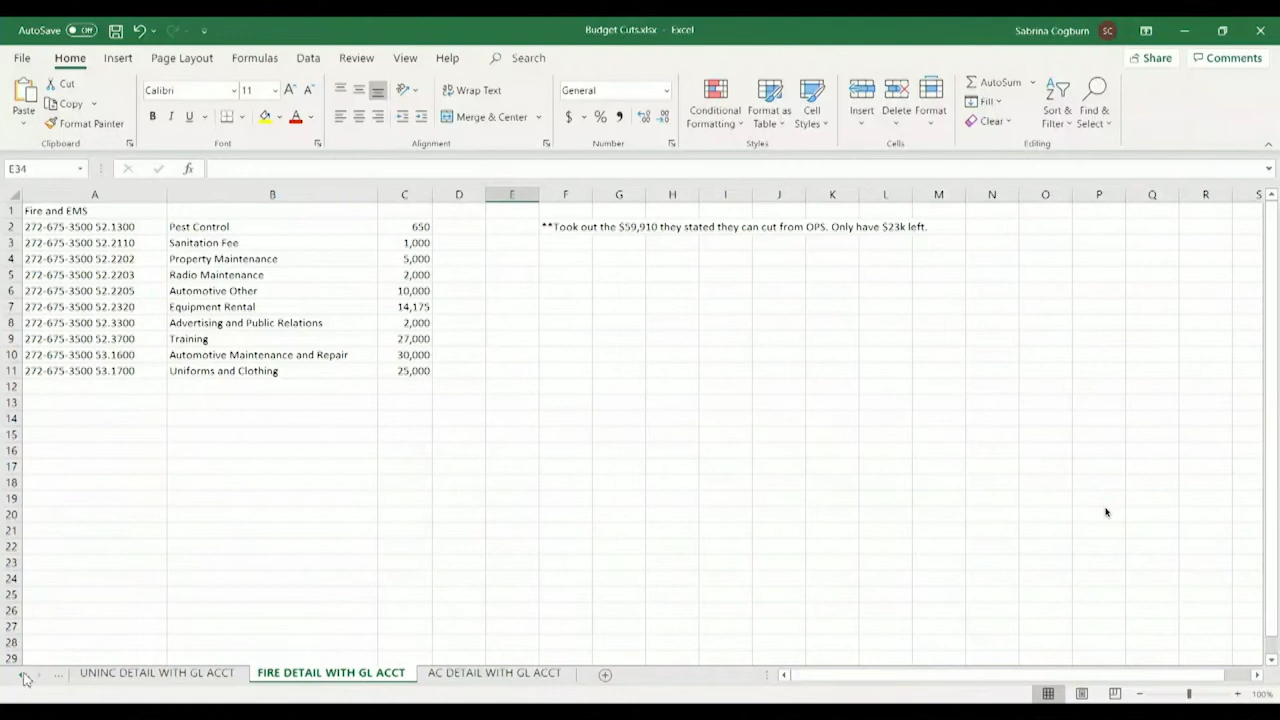 AutoSave Off Budget Cuts.xlsx - Excel Sabrina Cogburn SC
File Home Insert Page Layout Formulas Data Review View Help Search Share Comments
Paste Cut Copy Format Painter Clipboard
Calibri 11 B I U A A A Font
Wrap Text Merge & Center Alignment
General $ % , Number
Conditional Formatting Format as Table Cell Styles Styles
Insert Delete Format Cells
AutoSum Fill Clear Sort & Filter Find & Select Editing
E34 fx
A B C D E F G H I J K L M N O P Q R S
1 Fire and EMS
2 272-675-3500 52.1300 Pest Control 650 **Took out the $59,910 they stated they can cut from OPS. Only have $23k left.
3 272-675-3500 52.2110 Sanitation Fee 1,000
4 272-675-3500 52.2202 Property Maintenance 5,000
5 272-675-3500 52.2203 Radio Maintenance 2,000
6 272-675-3500 52.2205 Automotive Other 10,000
7 272-675-3500 52.2320 Equipment Rental 14,175
8 272-675-3500 52.3300 Advertising and Public Relations 2,000
9 272-675-3500 52.3700 Training 27,000
10 272-675-3500 53.1600 Automotive Maintenance and Repair 30,000
11 272-675-3500 53.1700 Uniforms and Clothing 25,000
12
13
14
15
16
17
18
19
20
21
22
23
24
25
26
27
28
29
... UNINC DETAIL WITH GL ACCT FIRE DETAIL WITH GL ACCT AC DETAIL WITH GL ACCT
100%